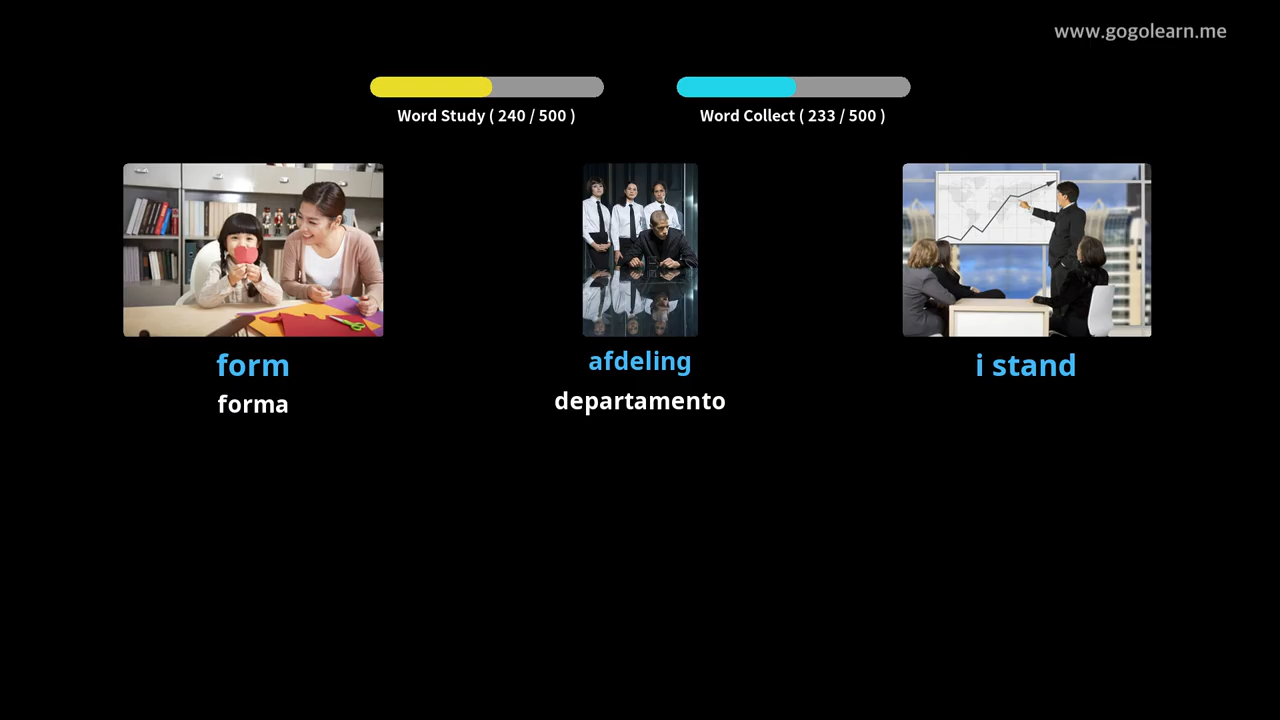 www.gogolearn.me
Word Study ( 240 / 500 )
Word Collect ( 233 / 500 )
form
forma
afdeling
departamento
i stand